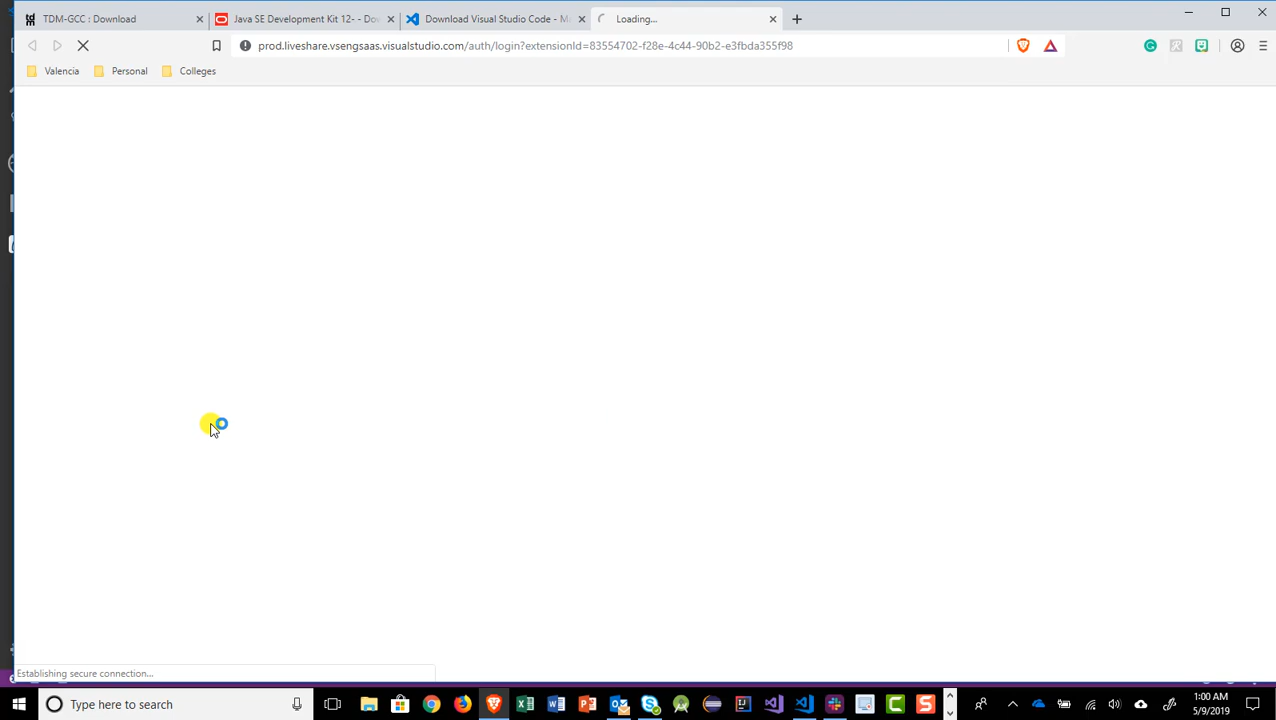 TDM-GCC : Download
Java SE Development Kit 12- - Dov
Download Visual Studio Code - M
Loading...
prod.liveshare.vsengsaas.visualstudio.com/auth/login?extensionId=83554702-f28e-4c44-90b2-e3fbda355f98
Valencia
Personal
Colleges
Establishing secure connection...
Type here to search
1:00 AM
5/9/2019